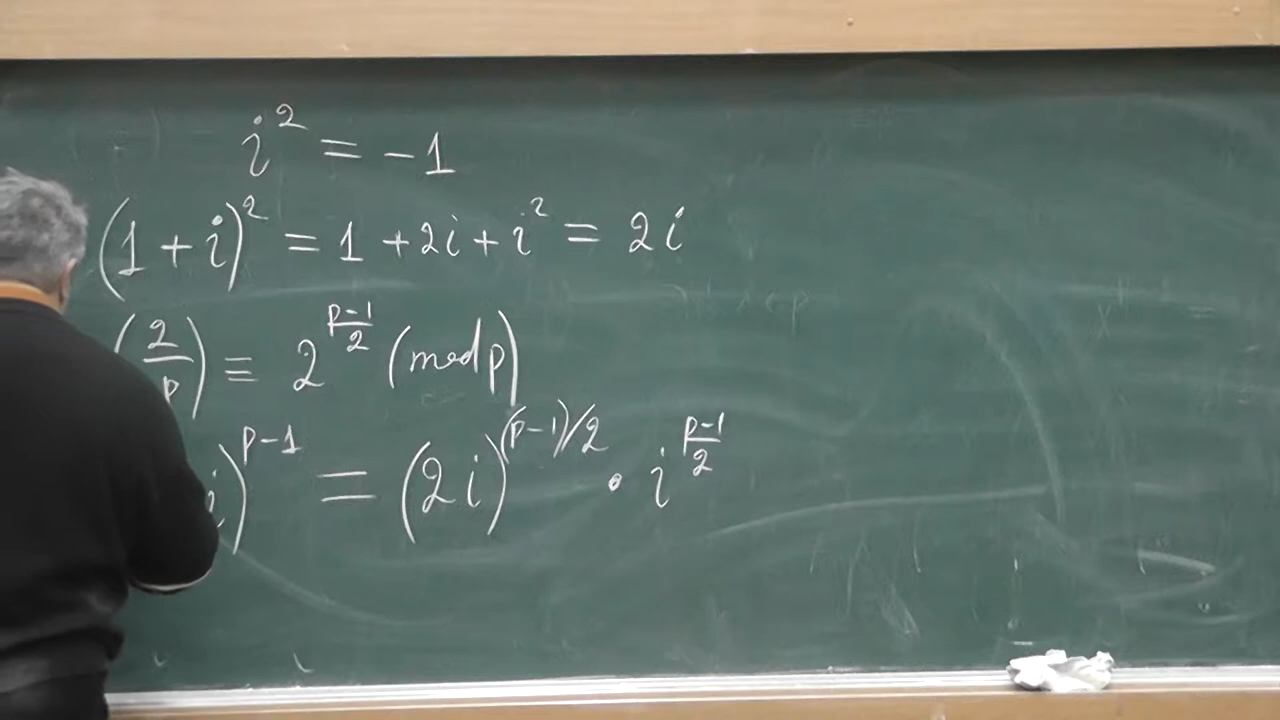 i² = -1
(1 + i)² = 1 + 2i + i² = 2i
(2/p) ≡ 2^((p-1)/2) (mod p)
i)^(p-1) = (2i)^((p-1)/2) · i^((p-1)/2)